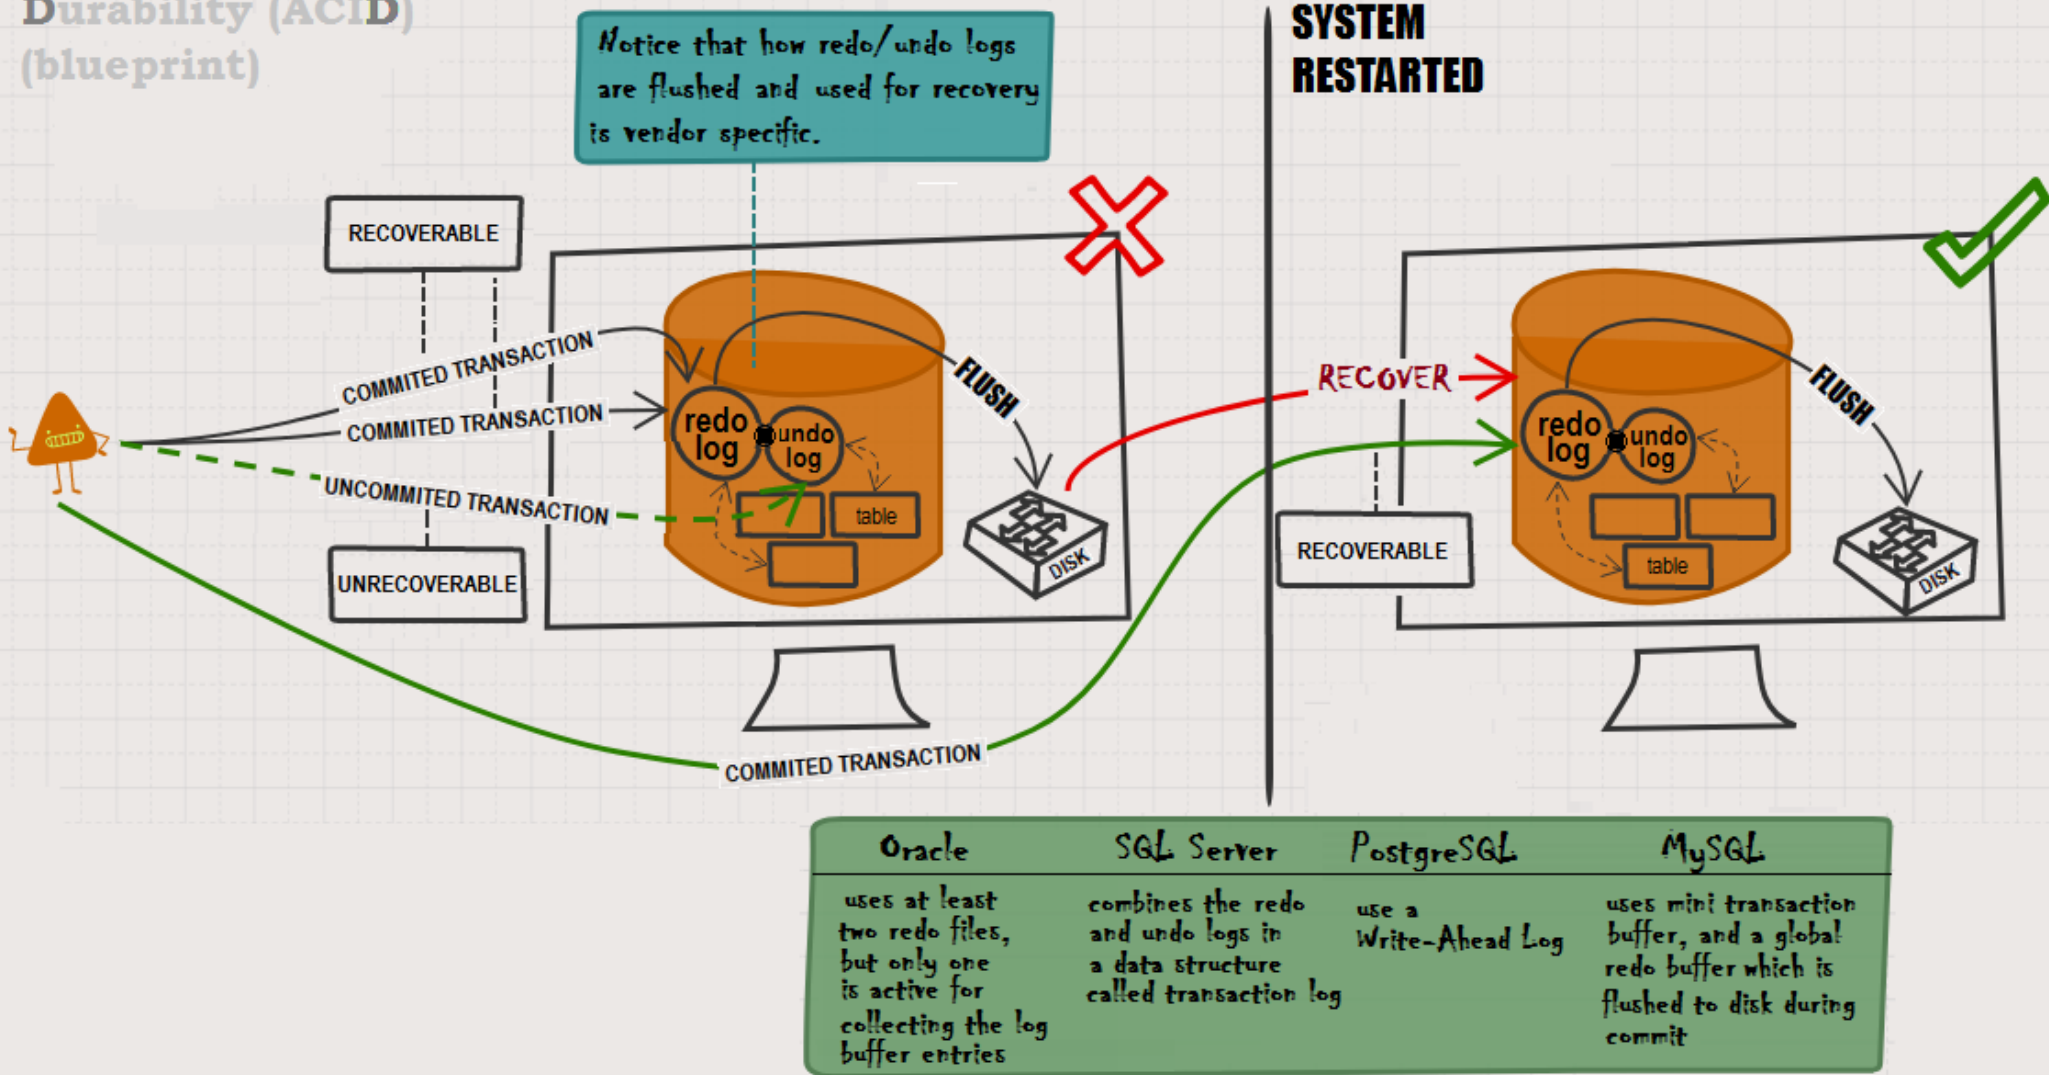 Durability (ACID)
(blueprint)
Notice that how redo/undo logs
are flushed and used for recovery
is vendor specific.
SYSTEM
RESTARTED
RECOVERABLE
COMMITED TRANSACTION
COMMITED TRANSACTION
UNCOMMITED TRANSACTION
UNRECOVERABLE
redo
log
undo
log
table
FLUSH
DISK
COMMITED TRANSACTION
RECOVER
RECOVERABLE
redo
log
undo
log
table
FLUSH
DISK
Oracle
uses at least
two redo files,
but only one
is active for
collecting the log
buffer entries
SQL Server
combines the redo
and undo logs in
a data structure
called transaction log
PostgreSQL
use a
Write-Ahead Log
MySQL
uses mini transaction
buffer, and a global
redo buffer which is
flushed to disk during
commit